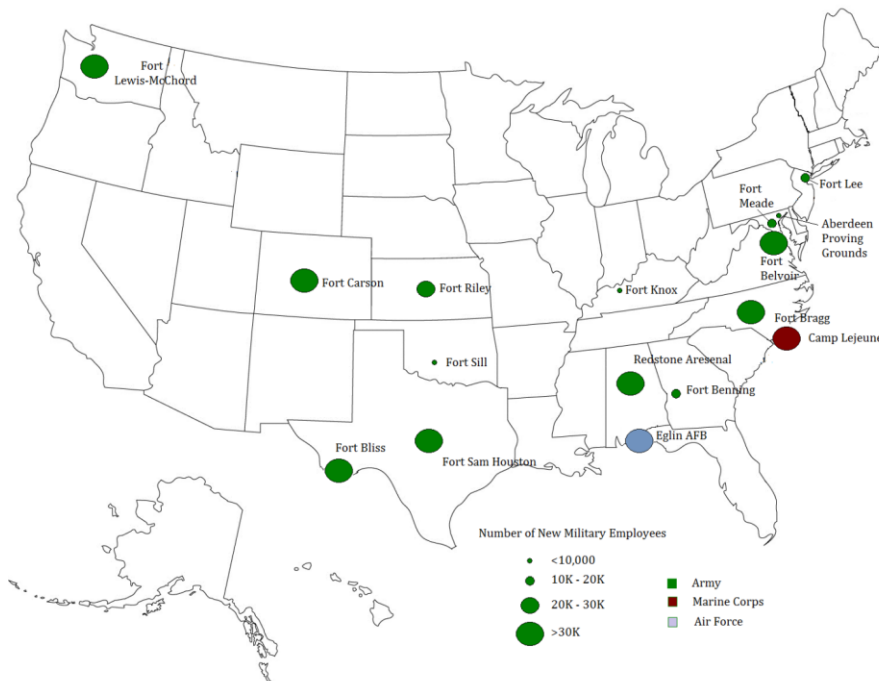 Fort
Lewis-McChord
Fort Lee
Fort
Meade
Aberdeen
Proving
Grounds
Fort
Belvoir
Fort Carson
Fort Riley
Fort Knox
Fort Bragg
Camp Lejeune
Redstone Aresenal
Fort Sill
Fort Benning
Eglin AFB
Fort Bliss
Fort Sam Houston
Number of New Military Employees
<10,000
10K - 20K
20K - 30K
>30K
Army
Marine Corps
Air Force